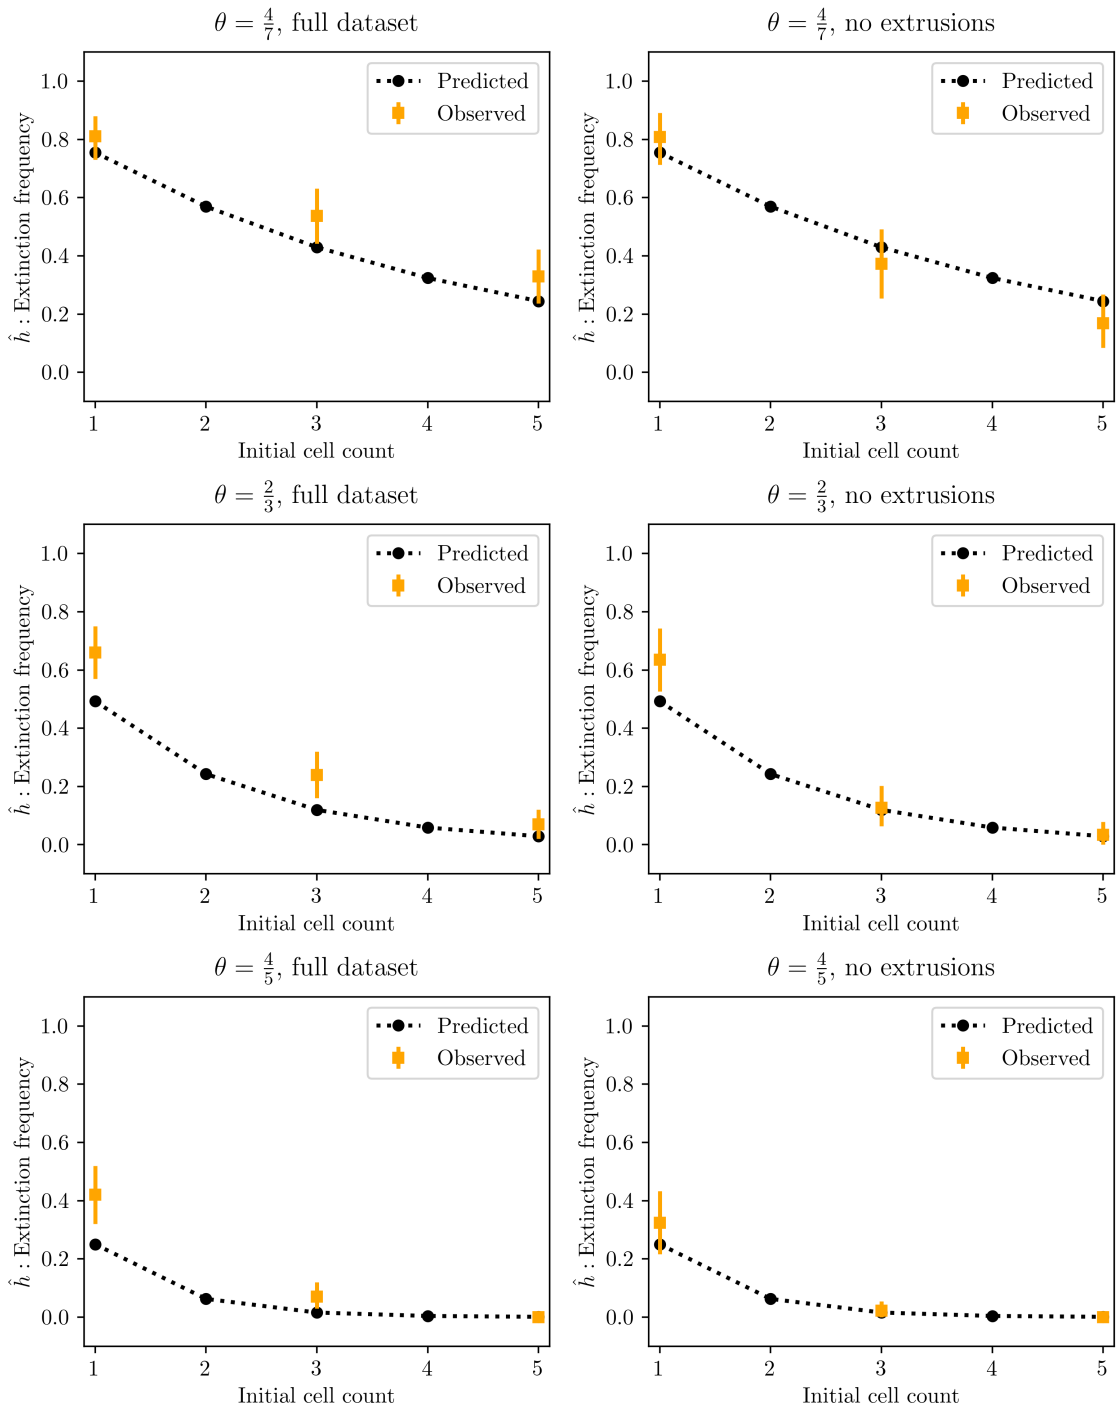 θ = 4/7, full dataset
1.0
0.8
0.6
0.4
0.2
0.0
ĥ : Extinction frequency
Predicted
Observed
1 2 3 4 5
Initial cell count
θ = 4/7, no extrusions
1.0
0.8
0.6
0.4
0.2
0.0
ĥ : Extinction frequency
Predicted
Observed
1 2 3 4 5
Initial cell count
θ = 2/3, full dataset
1.0
0.8
0.6
0.4
0.2
0.0
ĥ : Extinction frequency
Predicted
Observed
1 2 3 4 5
Initial cell count
θ = 2/3, no extrusions
1.0
0.8
0.6
0.4
0.2
0.0
ĥ : Extinction frequency
Predicted
Observed
1 2 3 4 5
Initial cell count
θ = 4/5, full dataset
1.0
0.8
0.6
0.4
0.2
0.0
ĥ : Extinction frequency
Predicted
Observed
1 2 3 4 5
Initial cell count
θ = 4/5, no extrusions
1.0
0.8
0.6
0.4
0.2
0.0
ĥ : Extinction frequency
Predicted
Observed
1 2 3 4 5
Initial cell count